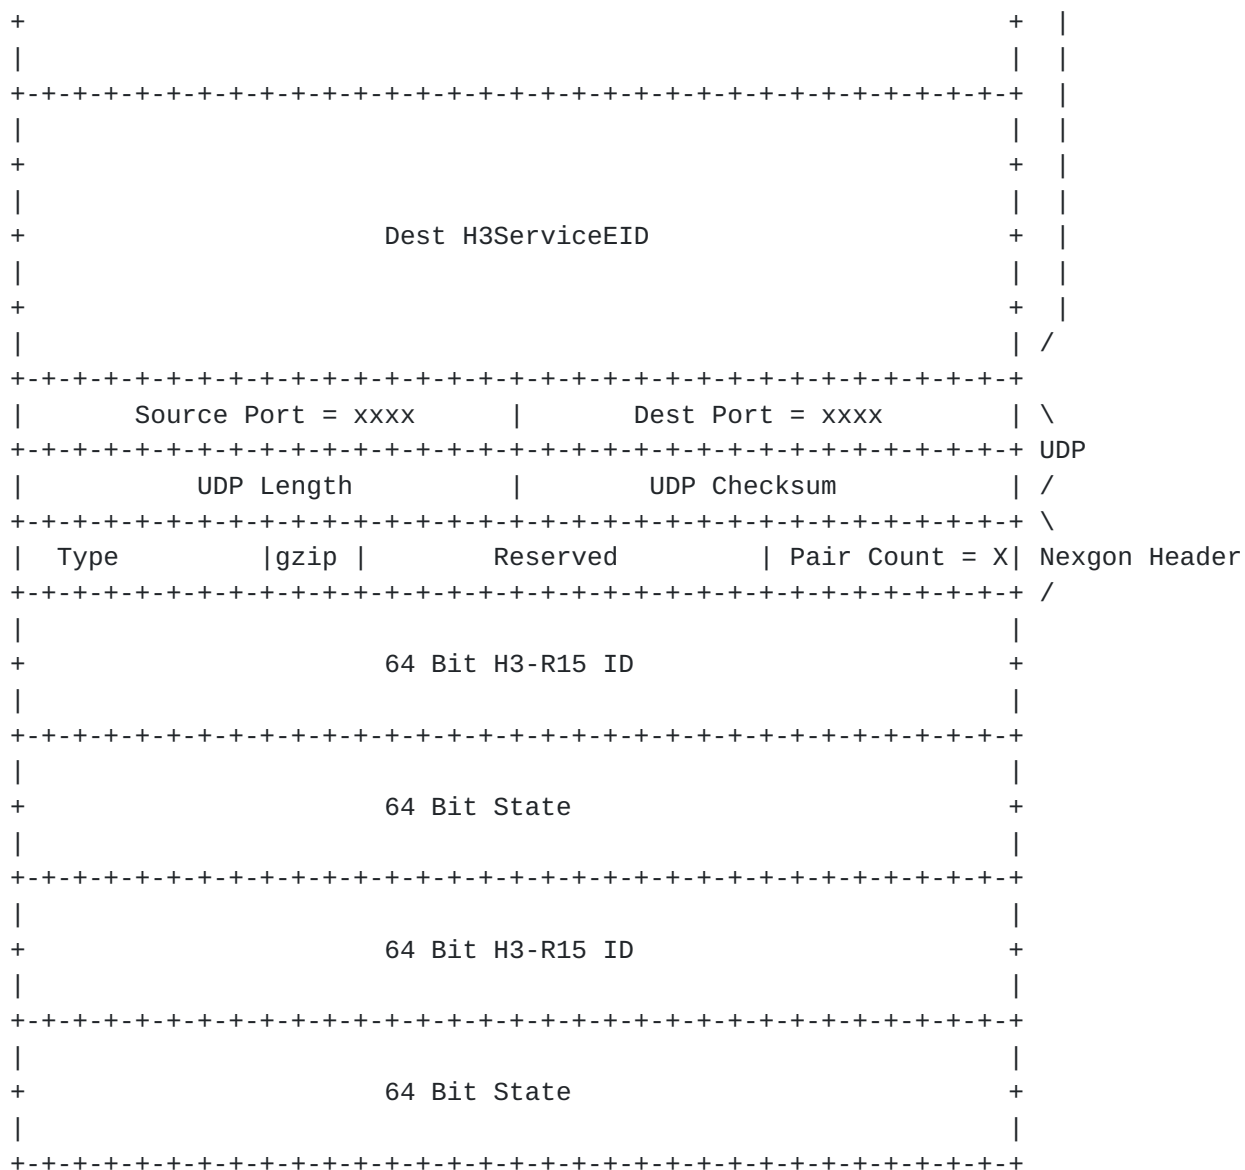 +                                                               +  |
|                                                               |  |
+-+-+-+-+-+-+-+-+-+-+-+-+-+-+-+-+-+-+-+-+-+-+-+-+-+-+-+-+-+-+-+-+  |
|                                                               |  |
+                                                               +  |
|                                                               |  |
+                       Dest H3ServiceEID                       +  |
|                                                               |  |
+                                                               +  |
|                                                               | /
+-+-+-+-+-+-+-+-+-+-+-+-+-+-+-+-+-+-+-+-+-+-+-+-+-+-+-+-+-+-+-+-+
|       Source Port = xxxx      |       Dest Port = xxxx        | \
+-+-+-+-+-+-+-+-+-+-+-+-+-+-+-+-+-+-+-+-+-+-+-+-+-+-+-+-+-+-+-+-+ UDP
|           UDP Length          |        UDP Checksum           | /
+-+-+-+-+-+-+-+-+-+-+-+-+-+-+-+-+-+-+-+-+-+-+-+-+-+-+-+-+-+-+-+-+ \
|  Type         |gzip |        Reserved         | Pair Count = X| Nexgon Header
+-+-+-+-+-+-+-+-+-+-+-+-+-+-+-+-+-+-+-+-+-+-+-+-+-+-+-+-+-+-+-+-+ /
|                                                               |
+                       64 Bit H3-R15 ID                        +
|                                                               |
+-+-+-+-+-+-+-+-+-+-+-+-+-+-+-+-+-+-+-+-+-+-+-+-+-+-+-+-+-+-+-+-+
|                                                               |
+                       64 Bit State                            +
|                                                               |
+-+-+-+-+-+-+-+-+-+-+-+-+-+-+-+-+-+-+-+-+-+-+-+-+-+-+-+-+-+-+-+-+
|                                                               |
+                       64 Bit H3-R15 ID                        +
|                                                               |
+-+-+-+-+-+-+-+-+-+-+-+-+-+-+-+-+-+-+-+-+-+-+-+-+-+-+-+-+-+-+-+-+
|                                                               |
+                       64 Bit State                            +
|                                                               |
+-+-+-+-+-+-+-+-+-+-+-+-+-+-+-+-+-+-+-+-+-+-+-+-+-+-+-+-+-+-+-+-+